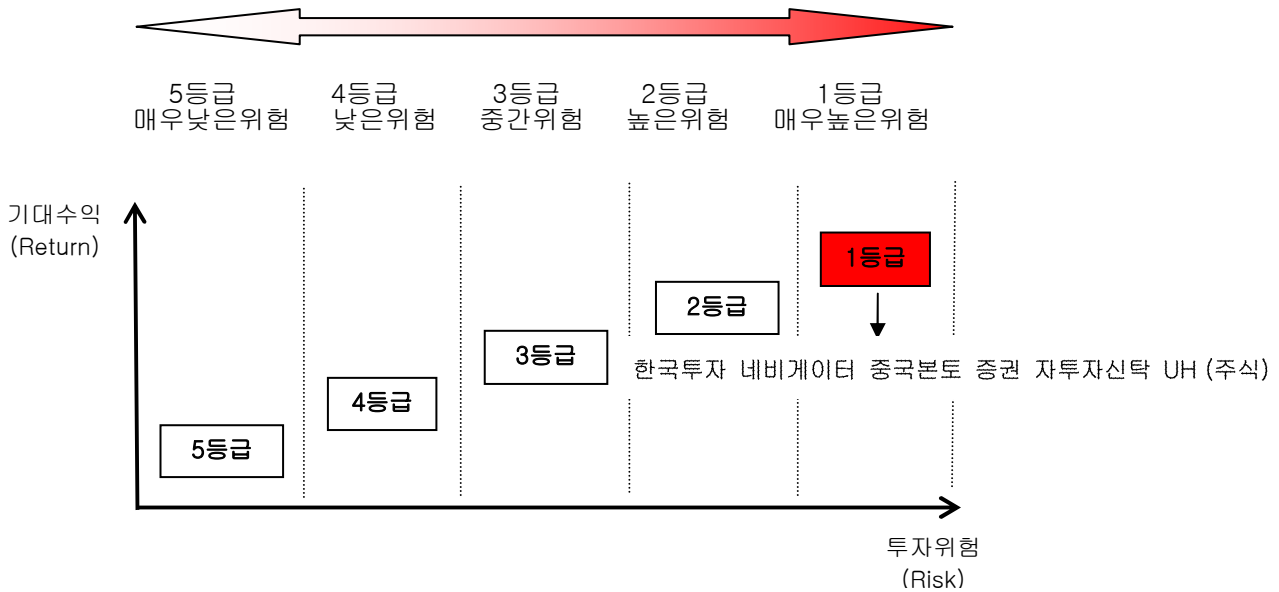 5등급 4등급 3등급 2등급 1등급
매우낮은위험 낮은위험 중간위험 높은위험 매우높은위험
기대수익
(Return)
1등급
2등급
3등급
한국투자 네비게이터 중국본토 증권 자투자신탁 UH (주식)
4등급
5등급
투자위험
(Risk)